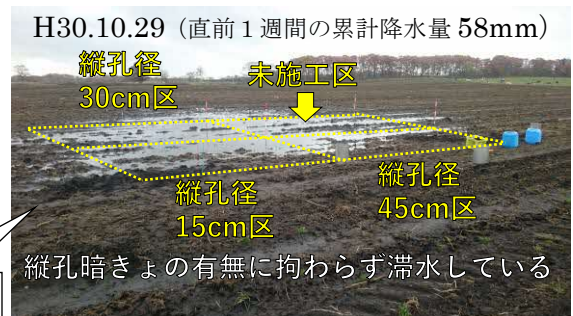 H30.10.29（直前１週間の累計降水量 58mm）
縦孔径
30cm区
未施工区
縦孔径
15cm区
縦孔径
45cm区
縦孔暗きょの有無に拘わらず滞水している